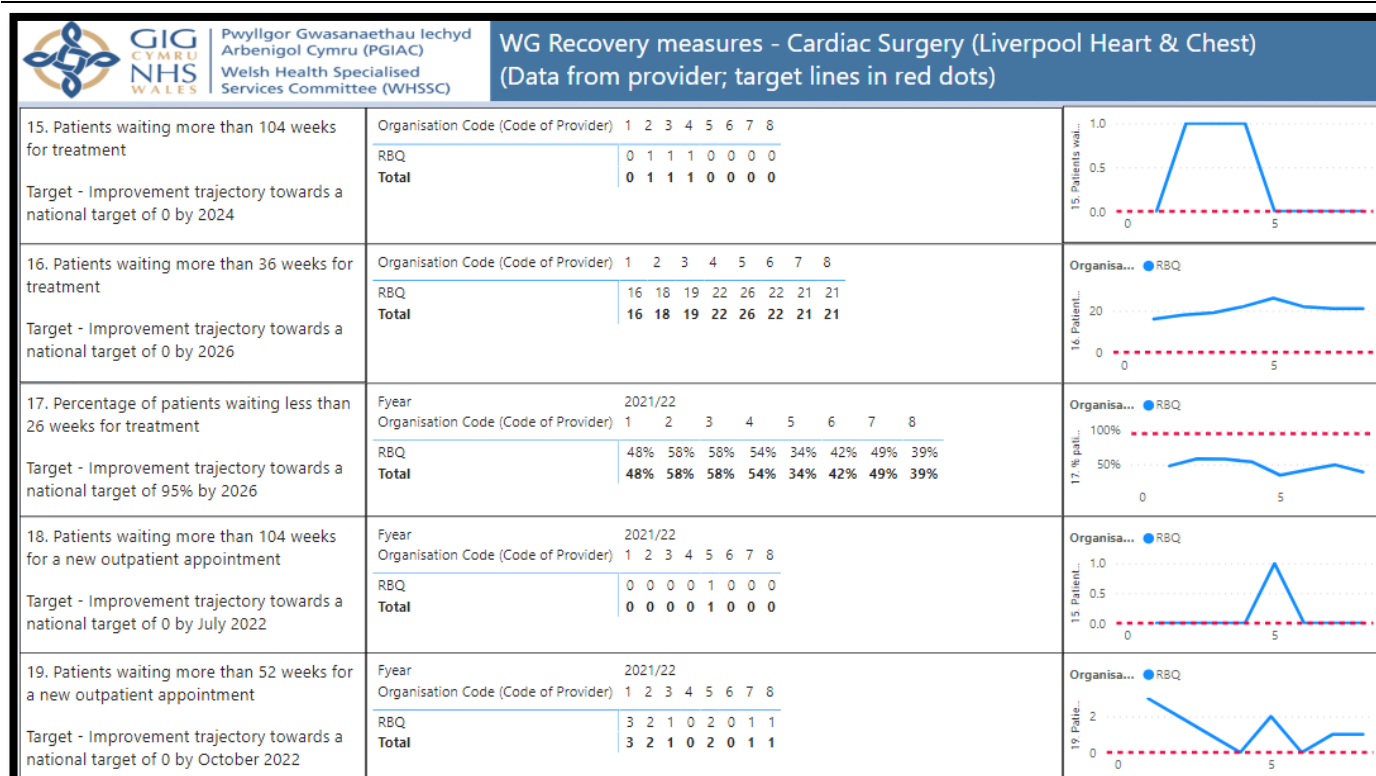 GIG
CYMRU
NHS
WALES
Pwyllgor Gwasanaethau Iechyd
Arbenigol Cymru (PGIAC)
Welsh Health Specialised
Services Committee (WHSSC)
WG Recovery measures - Cardiac Surgery (Liverpool Heart & Chest)
(Data from provider; target lines in red dots)
15. Patients waiting more than 104 weeks
for treatment
Target - Improvement trajectory towards a
national target of 0 by 2024
Organisation Code (Code of Provider) 1 2 3 4 5 6 7 8
RBQ 0 1 1 1 0 0 0 0
Total 0 1 1 1 0 0 0 0
15. Patients wai...
1.0
0.5
0.0
0 5
16. Patients waiting more than 36 weeks for
treatment
Target - Improvement trajectory towards a
national target of 0 by 2026
Organisation Code (Code of Provider) 1 2 3 4 5 6 7 8
RBQ 16 18 19 22 26 22 21 21
Total 16 18 19 22 26 22 21 21
Organisa... RBQ
16. Patient...
20
0
0 5
17. Percentage of patients waiting less than
26 weeks for treatment
Target - Improvement trajectory towards a
national target of 95% by 2026
Fyear 2021/22
Organisation Code (Code of Provider) 1 2 3 4 5 6 7 8
RBQ 48% 58% 58% 54% 34% 42% 49% 39%
Total 48% 58% 58% 54% 34% 42% 49% 39%
Organisa... RBQ
17. % pati...
100%
50%
0 5
18. Patients waiting more than 104 weeks
for a new outpatient appointment
Target - Improvement trajectory towards a
national target of 0 by July 2022
Fyear 2021/22
Organisation Code (Code of Provider) 1 2 3 4 5 6 7 8
RBQ 0 0 0 0 1 0 0 0
Total 0 0 0 0 1 0 0 0
Organisa... RBQ
15. Patient...
1.0
0.5
0.0
0 5
19. Patients waiting more than 52 weeks for
a new outpatient appointment
Target - Improvement trajectory towards a
national target of 0 by October 2022
Fyear 2021/22
Organisation Code (Code of Provider) 1 2 3 4 5 6 7 8
RBQ 3 2 1 0 2 0 1 1
Total 3 2 1 0 2 0 1 1
Organisa... RBQ
19. Patie...
2
0
0 5